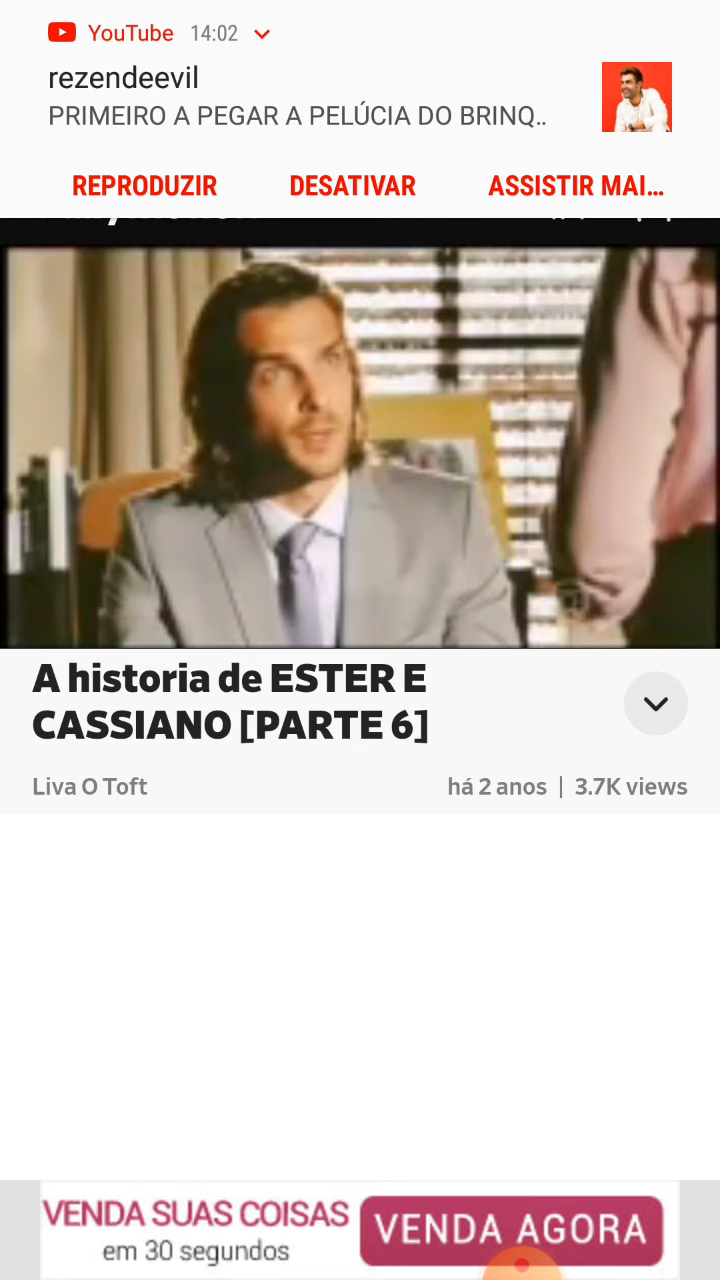 YouTube 14:02
rezendeevil
PRIMEIRO A PEGAR A PELÚCIA DO BRINQ..
REPRODUZIR DESATIVAR ASSISTIR MAI...
A historia de ESTER E
CASSIANO [PARTE 6]
Liva O Toft há 2 anos | 3.7K views
VENDA SUAS COISAS
em 30 segundos
VENDA AGORA